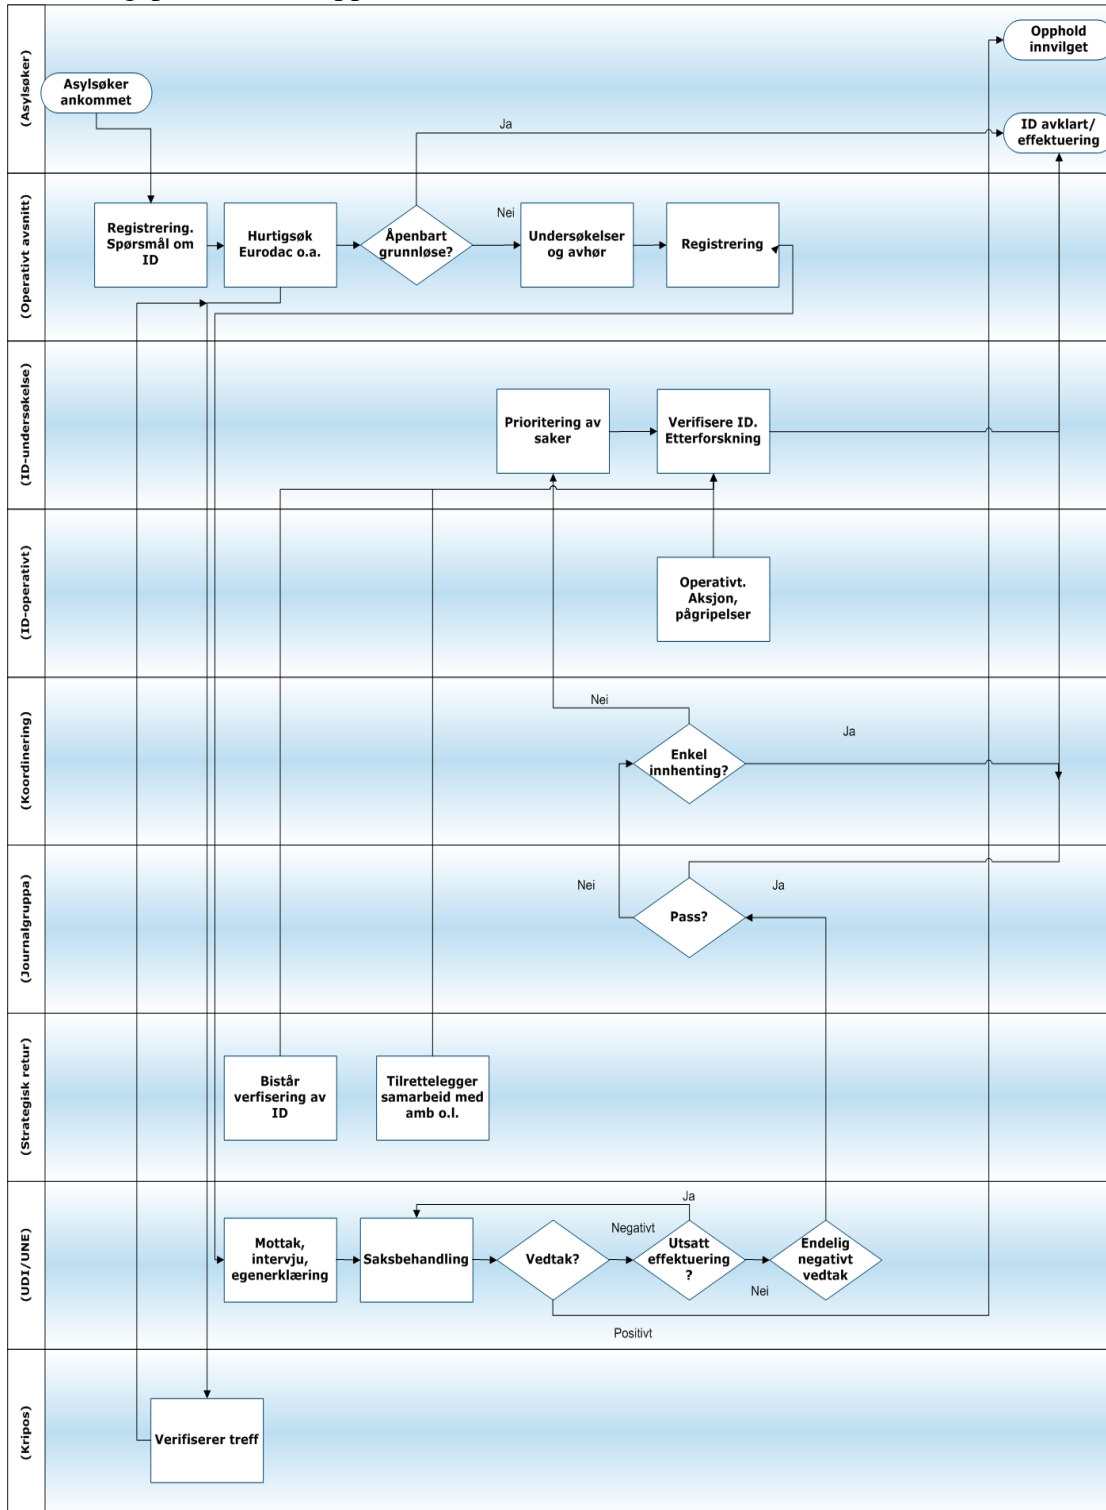 (Asylsøker)
Opphold
innvilget
Asylsøker
ankommet
Ja
ID avklart/
effektuering
(Operativt avsnitt)
Registrering.
Spørsmål om
ID
Hurtigsøk
Eurodac o.a.
Åpenbart
grunnløse?
Nei
Undersøkelser
og avhør
Registrering
(ID-undersøkelse)
Prioritering av
saker
Verifisere ID.
Etterforskning
(ID-operativt)
Operativt.
Aksjon,
pågripelser
(Koordinering)
Nei
Enkel
innhenting?
Ja
(Journalgruppa)
Nei
Pass?
Ja
(Strategisk retur)
Bistår
verfisering av
ID
Tilrettelegger
samarbeid med
amb o.l.
(UDI/UNE)
Mottak,
intervju,
egenerklæring
Saksbehandling
Vedtak?
Negativt
Ja
Utsatt
effektuering
?
Nei
Endelig
negativt
vedtak
Positivt
(Kripos)
Verifiserer treff